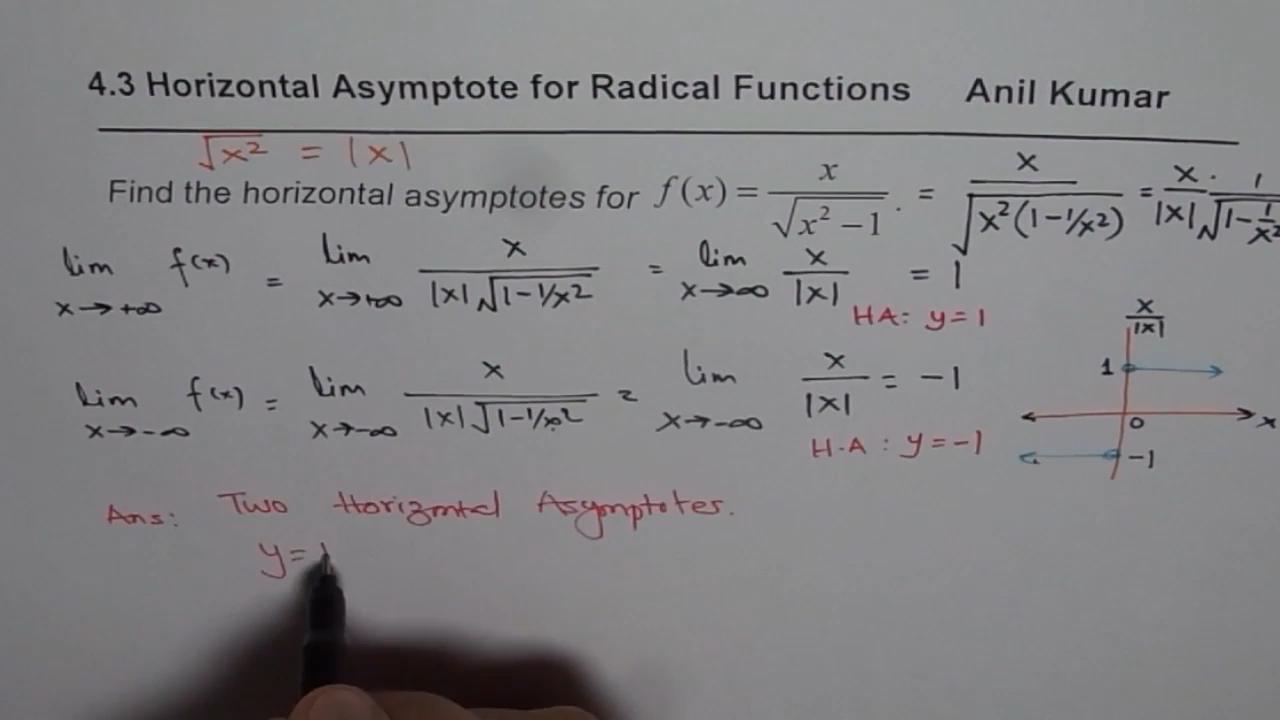 4.3 Horizontal Asymptote for Radical Functions Anil Kumar
√x² = |x|
Find the horizontal asymptotes for f(x) = x/√(x² − 1) . = x/√(x²(1−1/x²)) = x/|x| · 1/√(1−1/x²)
lim x→+∞ f(x) = lim x→+∞ x/(|x|√(1−1/x²)) = lim x→∞ x/|x| = 1
HA: y=1
lim x→−∞ f(x) = lim x→−∞ x/(|x|√(1−1/x²)) = lim x→−∞ x/|x| = −1
H.A : y=−1
x/|x|
1
0 x
−1
Ans: Two Horizontal Asymptotes.
y=1